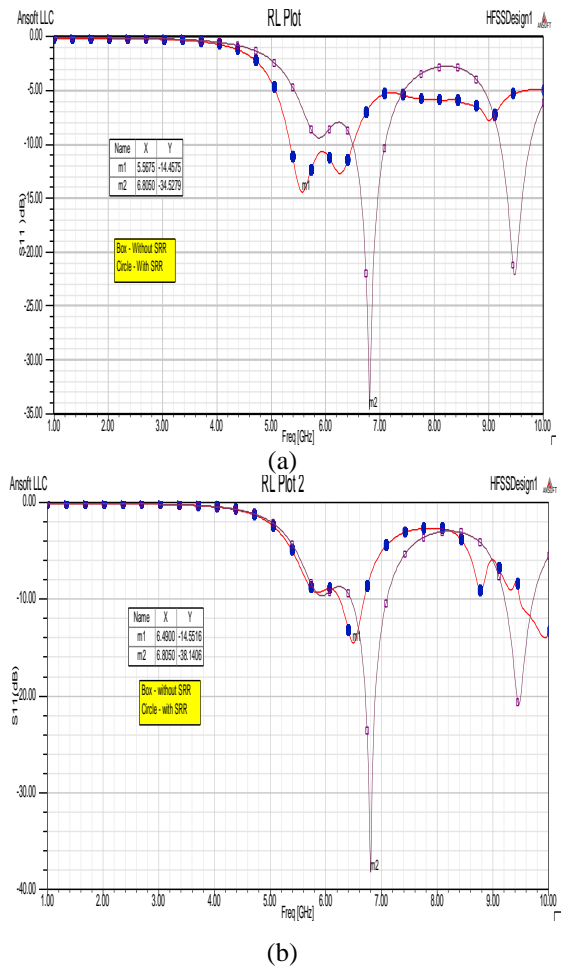 Ansoft LLC RL Plot HFSSDesign1 ANSOFT
0.00
-5.00
-10.00
-15.00
-20.00
-25.00
-30.00
-35.00
S11 )(dB)
Name X Y
m1 5.5675 -14.4575
m2 6.8050 -34.5279
Box - Without SRR
Circle - With SRR
m1
m2
1.00 2.00 3.00 4.00 5.00 6.00 7.00 8.00 9.00 10.00
Freq [GHz]
(a)
Ansoft LLC RL Plot 2 HFSSDesign1 ANSOFT
0.00
-10.00
-20.00
-30.00
-40.00
S11(dB)
Name X Y
m1 6.4900 -14.5516
m2 6.8050 -38.1406
Box - without SRR
Circle - with SRR
m1
m2
1.00 2.00 3.00 4.00 5.00 6.00 7.00 8.00 9.00 10.00
Freq [GHz]
(b)